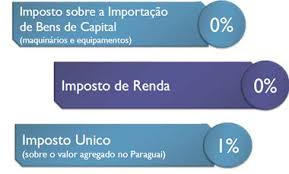 Imposto sobre a Importação
de Bens de Capital
(maquinários e equipamentos)
0%
Imposto de Renda
0%
Imposto Unico
(sobre o valor agregado no Paraguai)
1%